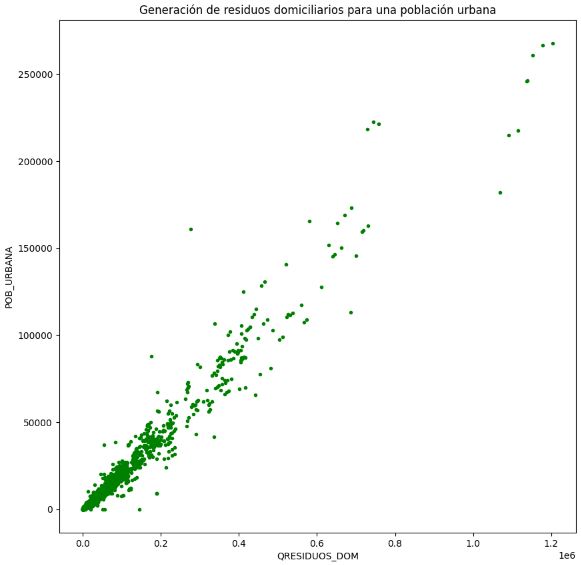 Generación de residuos domiciliarios para una población urbana
250000
200000
150000
100000
50000
0
POB_URBANA
0.0 0.2 0.4 0.6 0.8 1.0 1.2
1e6
QRESIDUOS_DOM